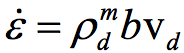 ε̇ = ρ_d^m b v_d